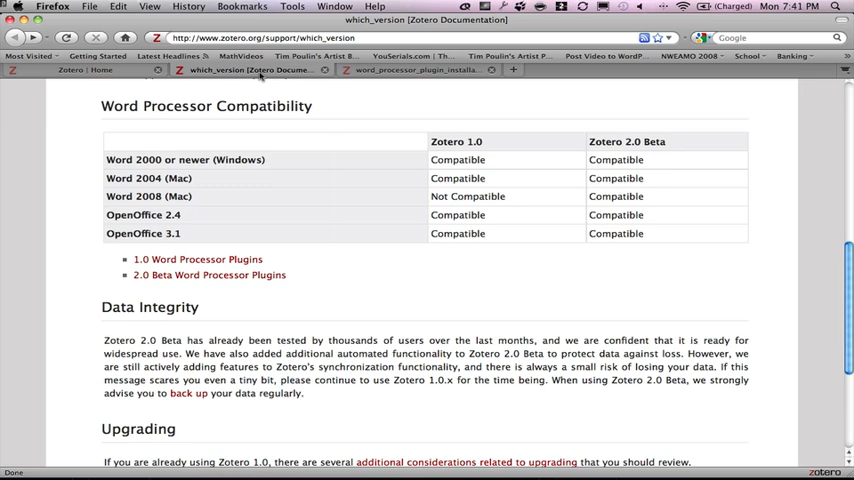 Firefox File Edit View History Bookmarks Tools Window Help (Charged) Mon 7:41 PM
which_version [Zotero Documentation]
http://www.zotero.org/support/which_version Google
Most Visited Getting Started Latest Headlines MathVideos Tim Poulin's Artist B... YouSerials.com | The... Tim Poulin's Artist B... Post Video to WordP... NWEAMO 2008 School Banking
Zotero | Home which_version [Zotero Docume... word_processor_plugin_installa...
Word Processor Compatibility
Zotero 1.0 Zotero 2.0 Beta
Word 2000 or newer (Windows) Compatible Compatible
Word 2004 (Mac) Compatible Compatible
Word 2008 (Mac) Not Compatible Compatible
OpenOffice 2.4 Compatible Compatible
OpenOffice 3.1 Compatible Compatible
1.0 Word Processor Plugins
2.0 Beta Word Processor Plugins
Data Integrity
Zotero 2.0 Beta has already been tested by thousands of users over the last months, and we are confident that it is ready for
widespread use. We have also added additional automated functionality to Zotero 2.0 Beta to protect data against loss. However, we
are still actively adding features to Zotero's synchronization functionality, and there is always a small risk of losing your data. If this
message scares you even a tiny bit, please continue to use Zotero 1.0.x for the time being. When using Zotero 2.0 Beta, we strongly
advise you to back up your data regularly.
Upgrading
If you are already using Zotero 1.0, there are several additional considerations related to upgrading that you should review.
Done zotero